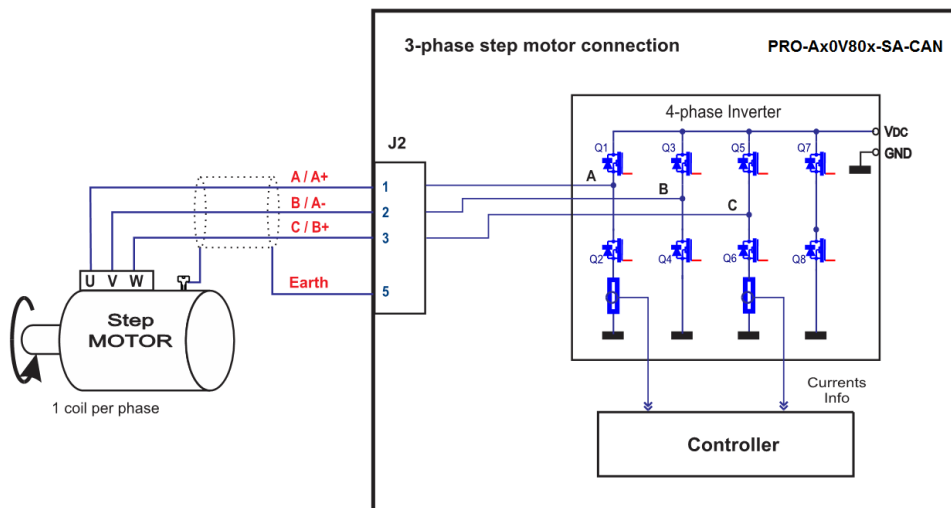 3-phase step motor connection
PRO-Ax0V80x-SA-CAN
4-phase Inverter
VDC
GND
Q1
Q3
Q5
Q7
J2
A / A+
1
A
B / A-
2
B
C / B+
3
C
Q2
Q4
Q6
Q8
U V W
Earth
5
Step
MOTOR
1 coil per phase
Currents
Info
Controller